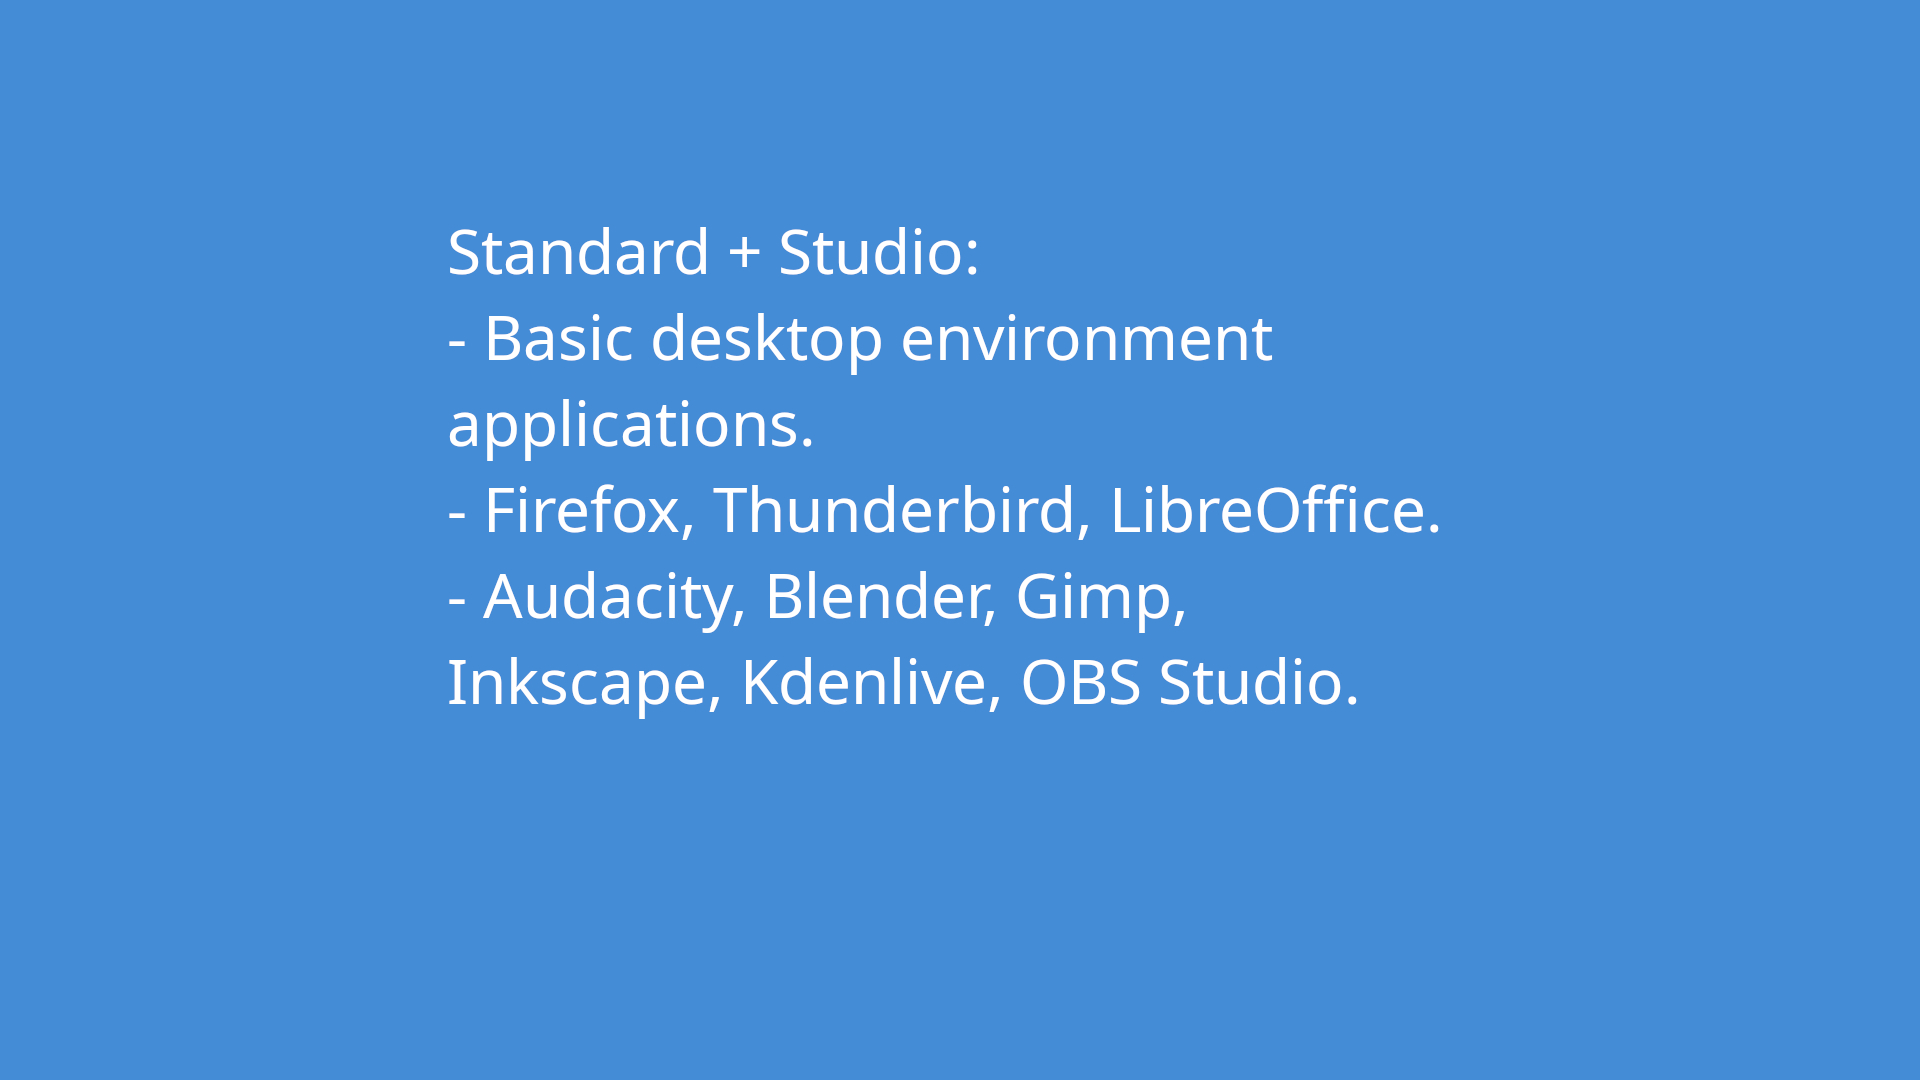 Standard + Studio:
- Basic desktop environment
applications.
- Firefox, Thunderbird, LibreOffice.
- Audacity, Blender, Gimp,
Inkscape, Kdenlive, OBS Studio.